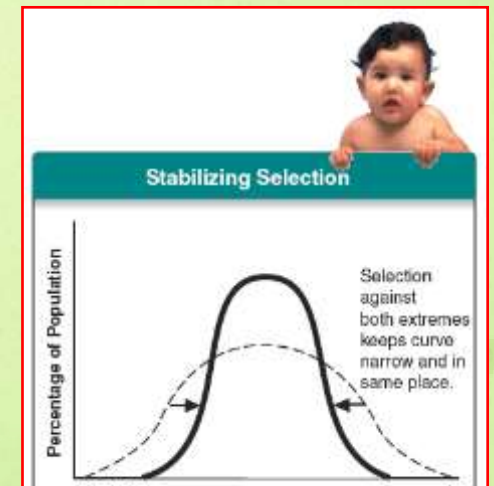 Stabilizing Selection
Percentage of Population
Selection
against
both extremes
keeps curve
narrow and in
same place.